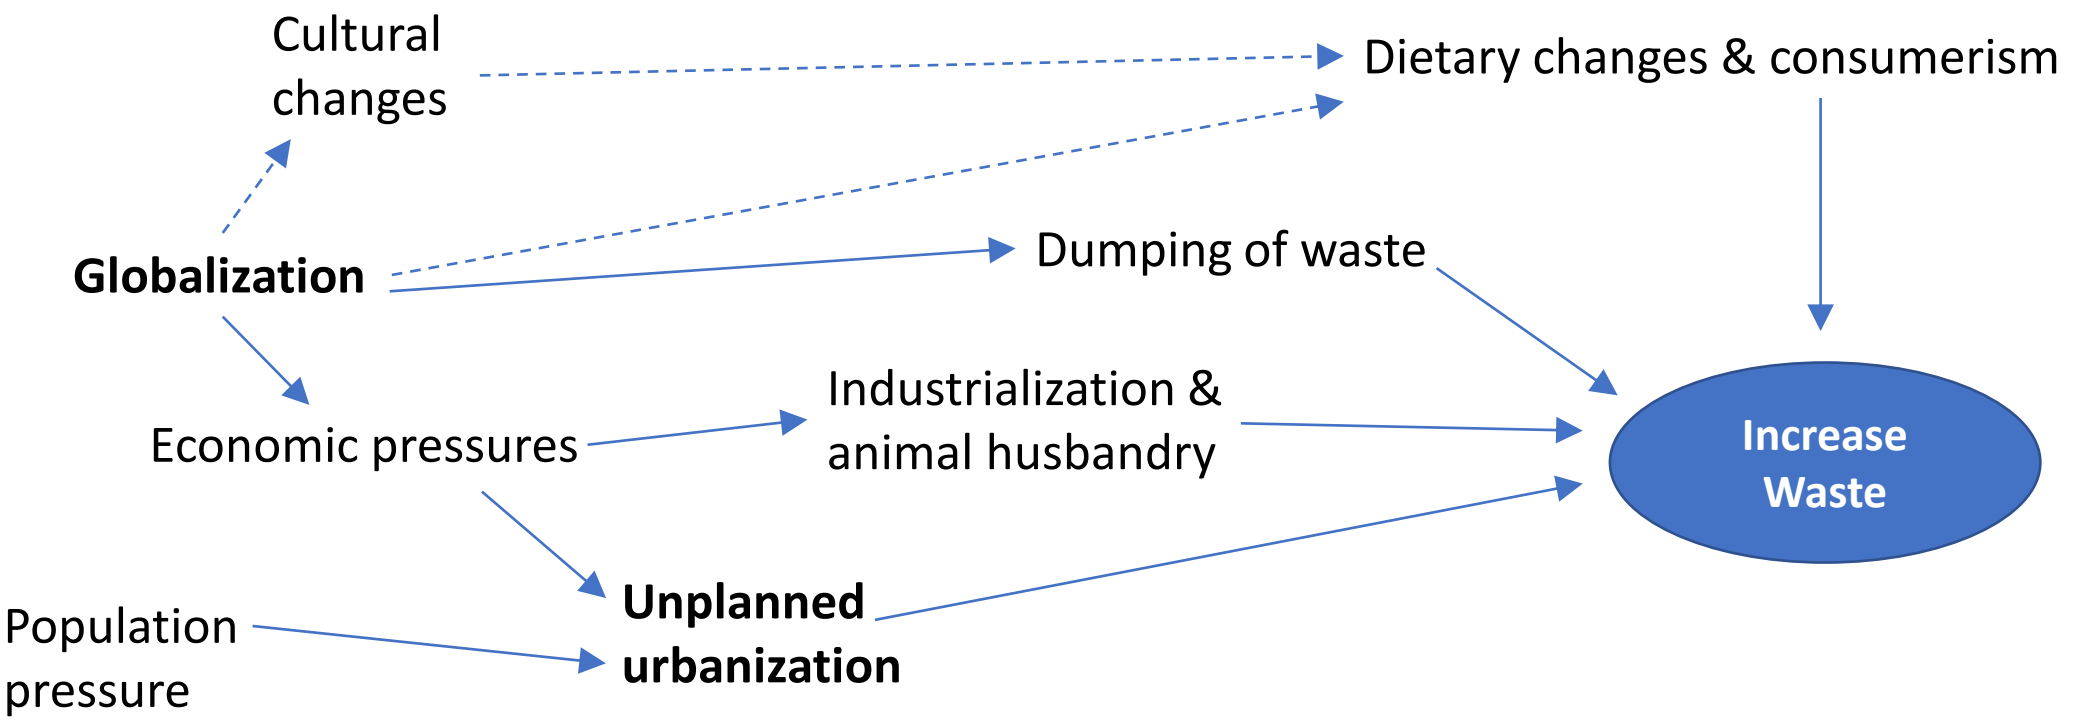 Cultural
changes
Dietary changes & consumerism
Globalization
Dumping of waste
Economic pressures
Industrialization &
animal husbandry
Increase
Waste
Population
pressure
Unplanned
urbanization